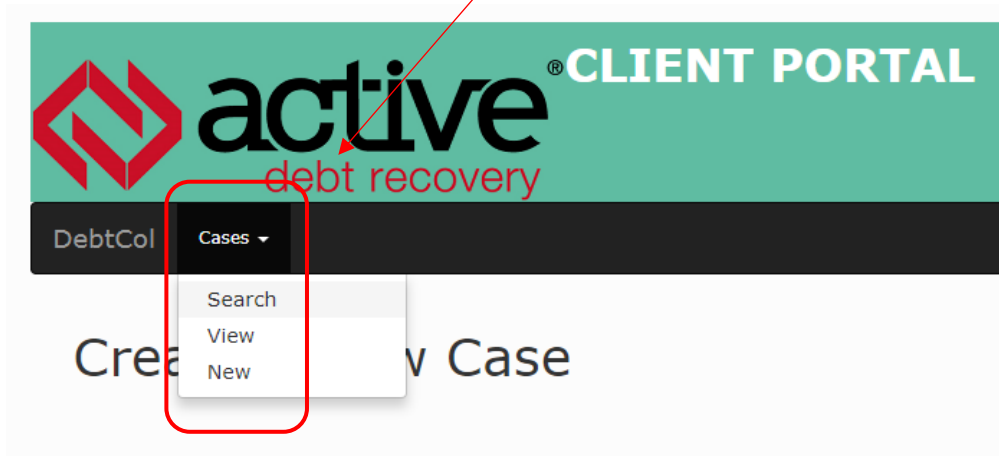 active® CLIENT PORTAL
debt recovery
DebtCol Cases
Search
View
New
Crea w Case